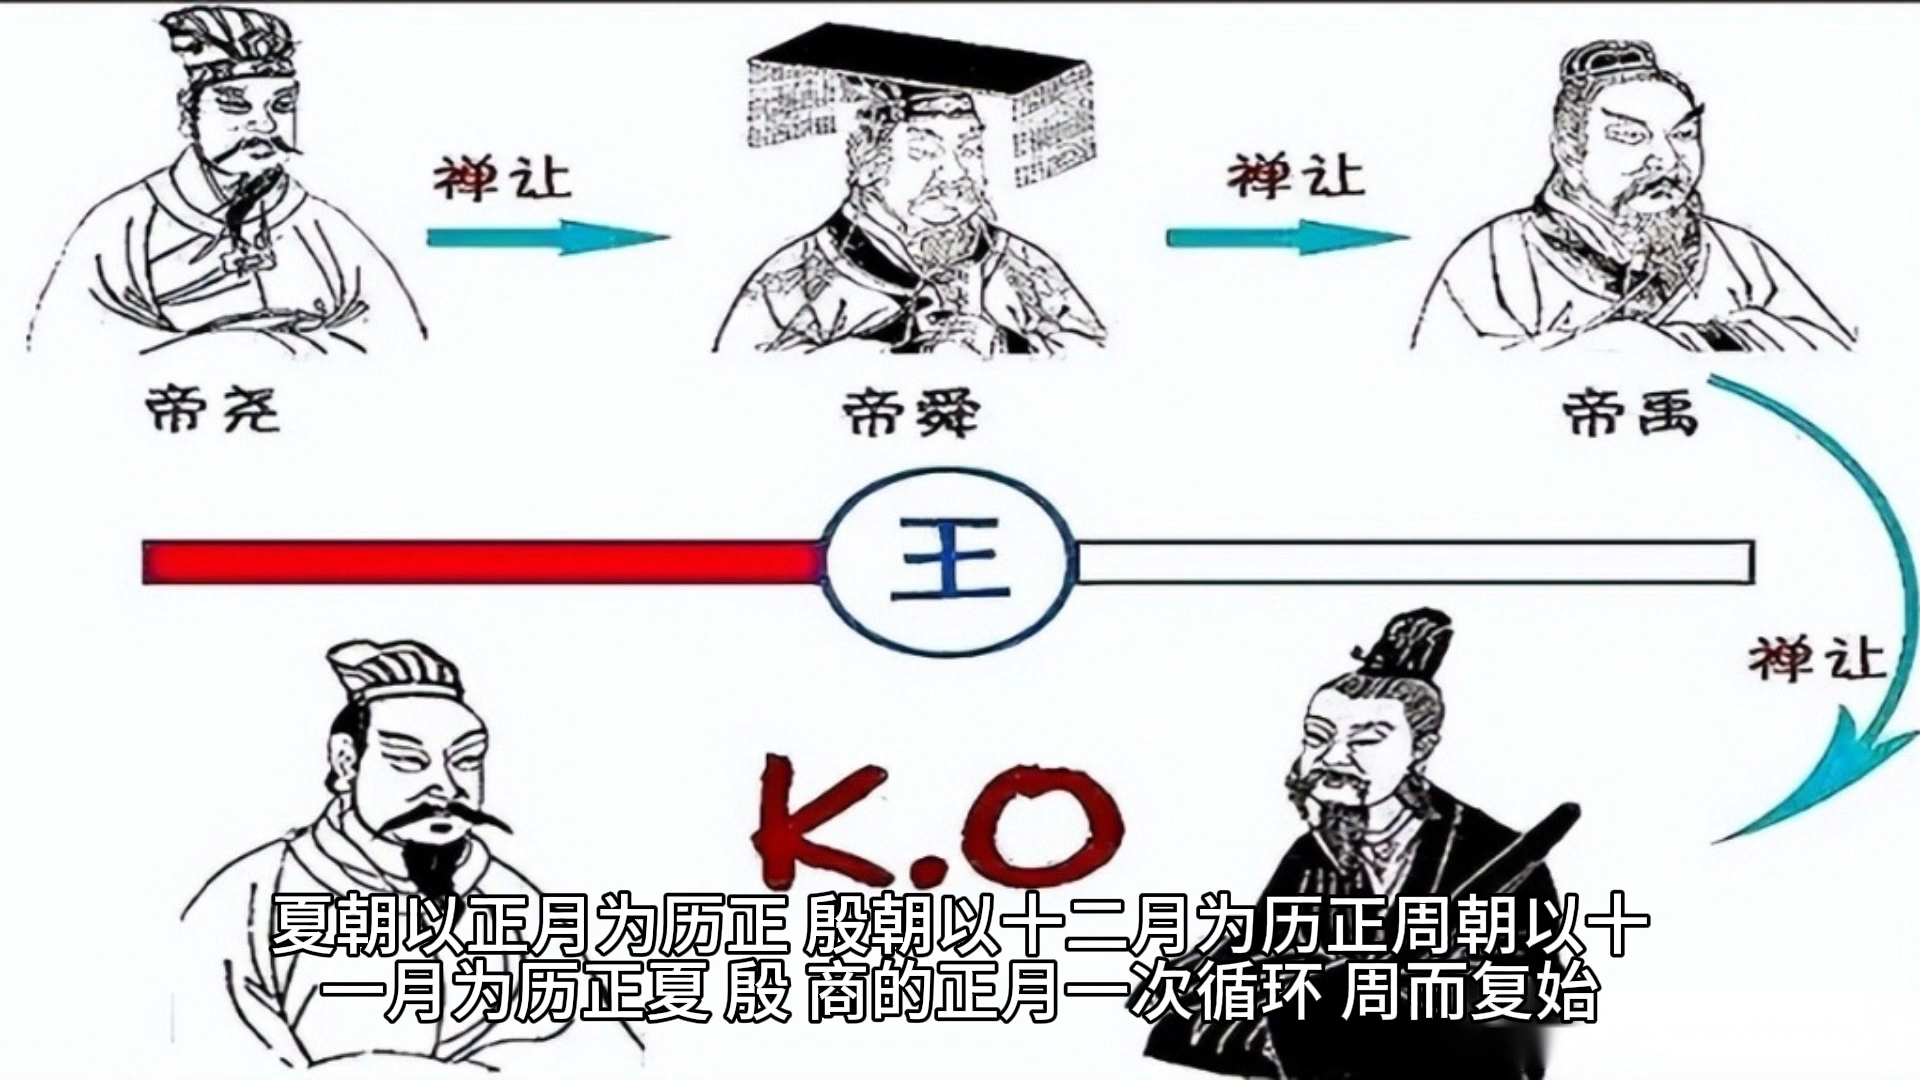 禅让
禅让
帝尧
帝舜
帝禹
王
禅让
K.O
夏朝以正月为历正 殷朝以十二月为历正周朝以十
一月为历正夏 殷 商的正月一次循环 周而复始